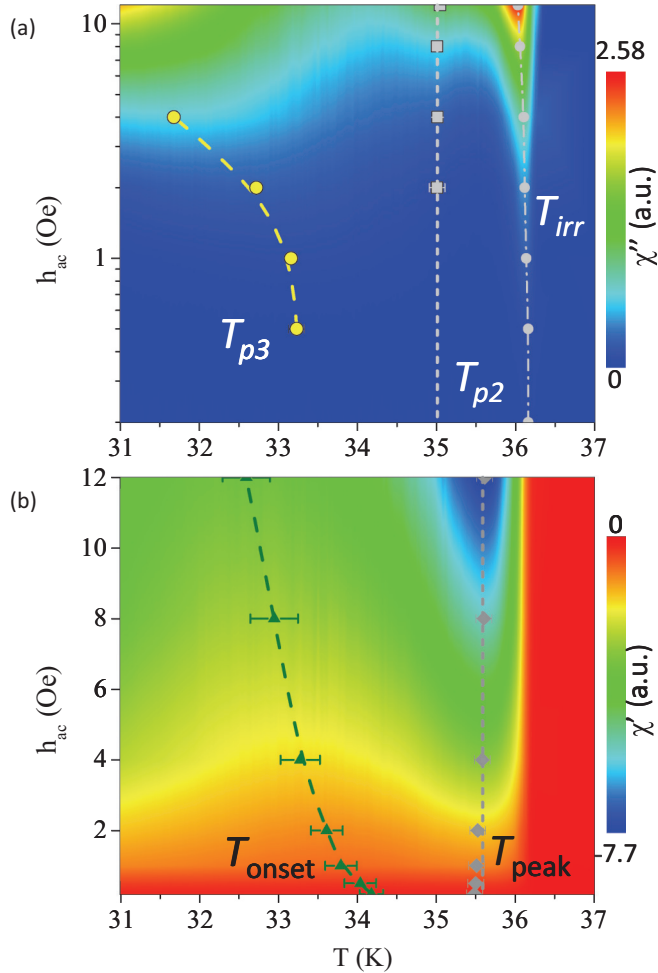 (a)
10
1
h_ac (Oe)
T_p3
T_p2
T_irr
2.58
0
χ'' (a.u.)
31 32 33 34 35 36 37
(b)
12
10
8
6
4
2
h_ac (Oe)
T_onset
T_peak
0
-7.7
χ' (a.u.)
31 32 33 34 35 36 37
T (K)